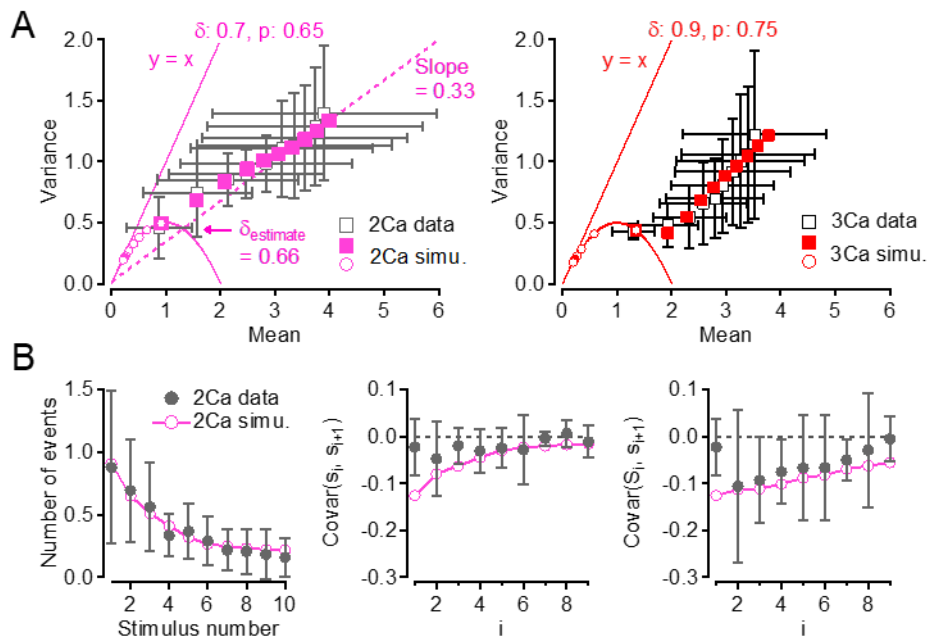 A
δ: 0.7, p: 0.65
y = x
Slope
= 0.33
Variance
2.0
1.5
1.0
0.5
0.0
δestimate
= 0.66
2Ca data
2Ca simu.
0 1 2 3 4 5 6
Mean
δ: 0.9, p: 0.75
y = x
Variance
2.0
1.5
1.0
0.5
0.0
3Ca data
3Ca simu.
0 1 2 3 4 5 6
Mean
B
Number of events
1.5
1.0
0.5
0.0
2Ca data
2Ca simu.
2 4 6 8 10
Stimulus number
Covar(si, si+1)
0.1
0.0
-0.1
-0.2
-0.3
2 4 6 8
i
Covar(Si, si+1)
0.1
0.0
-0.1
-0.2
-0.3
2 4 6 8
i